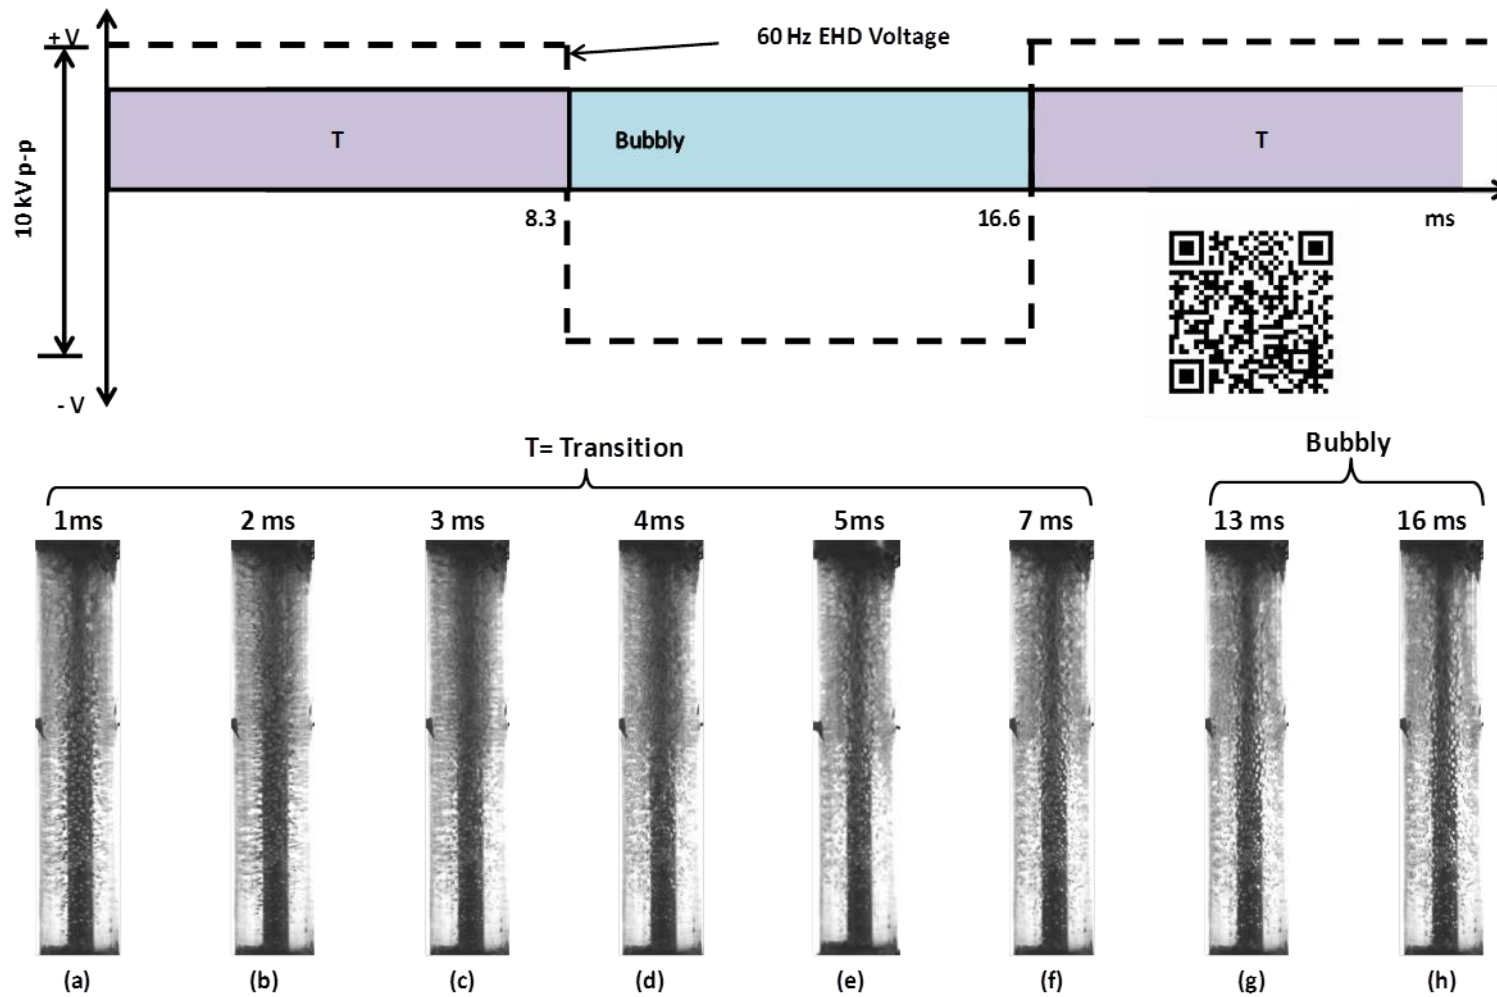 + V
60 Hz EHD Voltage
10 kV p-p
T
Bubbly
T
8.3
16.6
ms
- V
T= Transition
Bubbly
1ms
2 ms
3 ms
4ms
5ms
7 ms
13 ms
16 ms
(a)
(b)
(c)
(d)
(e)
(f)
(g)
(h)